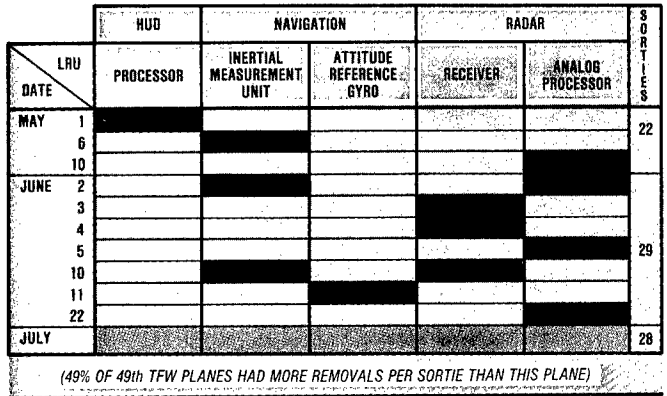 HUD NAVIGATION RADAR SORTIES
LRU
DATE
PROCESSOR
INERTIAL MEASUREMENT UNIT
ATTITUDE REFERENCE GYRO
RECEIVER
ANALOG PROCESSOR
MAY 1
22
6
10
JUNE 2
3
4
5
29
10
11
22
JULY 28
(49% OF 49th TFW PLANES HAD MORE REMOVALS PER SORTIE THAN THIS PLANE)